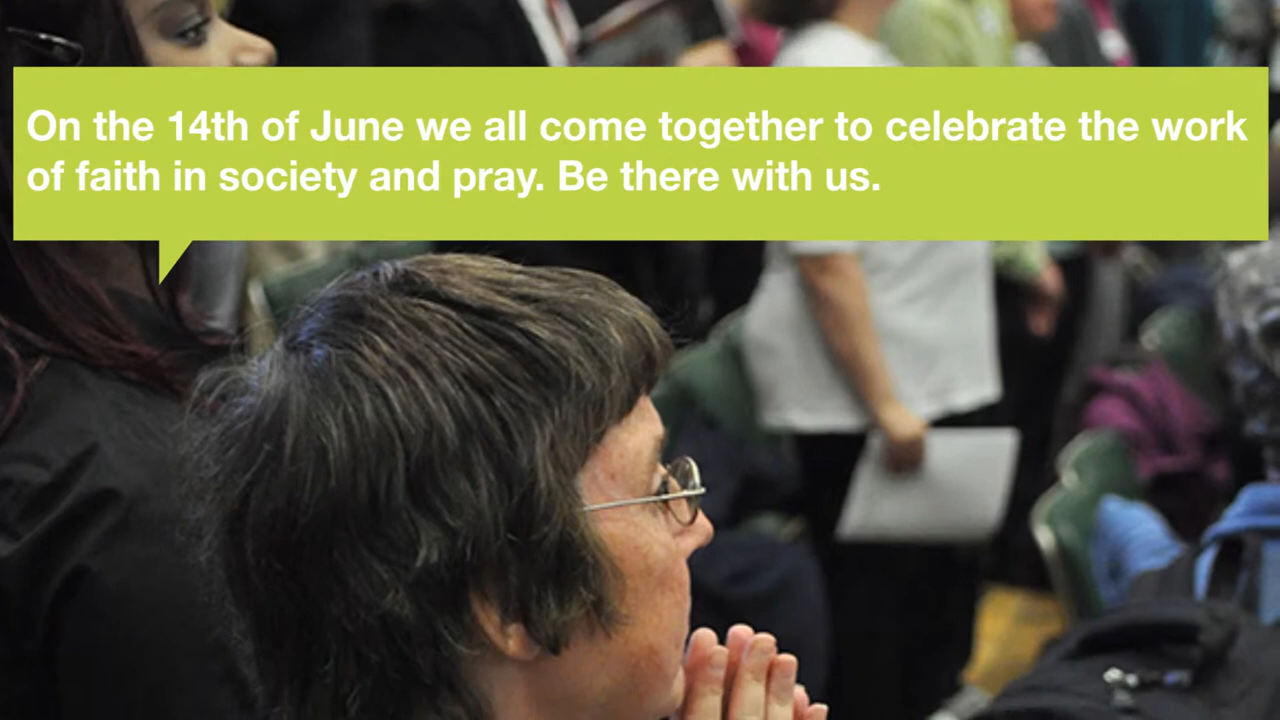 On the 14th of June we all come together to celebrate the work
of faith in society and pray. Be there with us.